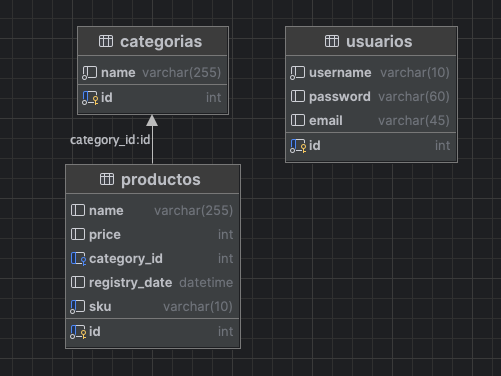 categorias
name varchar(255)
id int
category_id:id
productos
name varchar(255)
price int
category_id int
registry_date datetime
sku varchar(10)
id int
usuarios
username varchar(10)
password varchar(60)
email varchar(45)
id int